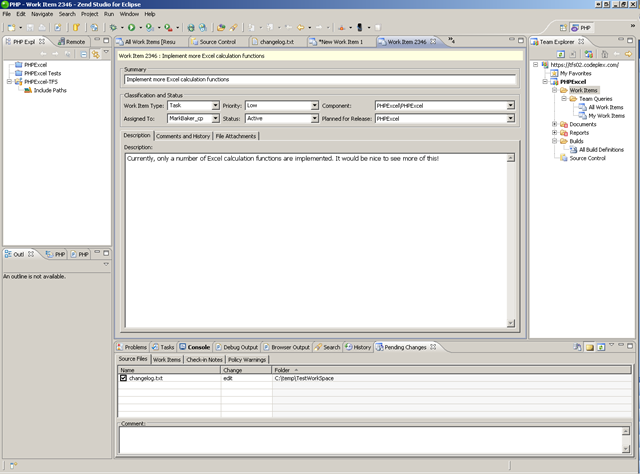 PHP - Work Item 2346 - Zend Studio for Eclipse
File Edit Navigate Search Project Run Window Help
PHP
PHP Expl Remote
PHPExcel
PHPExcel Tests
PHPExcel-TFS
Include Paths
Outl PHP PHP
An outline is not available.
All Work Items [Resu Source Control changelog.txt *New Work Item 1 Work Item 2346 »4
Work Item 2346 : Implement more Excel calculation functions
Summary
Implement more Excel calculation functions
Classification and Status
Work Item Type: Task Priority: Low Component: PHPExcel\PHPExcel
Assigned To: MarkBaker_cp Status: Active Planned for Release: PHPExcel
Description Comments and History File Attachments
Description:
Currently, only a number of Excel calculation functions are implemented. It would be nice to see more of this!
Team Explorer
https://tfs02.codeplex.com/
My Favorites
PHPExcel
Work Items
Team Queries
All Work Items
My Work Items
Documents
Reports
Builds
All Build Definitions
Source Control
Problems Tasks Console Debug Output Browser Output Search History Pending Changes
Source Files Work Items Check-in Notes Policy Warnings
Name Change Folder
changelog.txt edit C:\temp\TestWorkSpace
Comment: